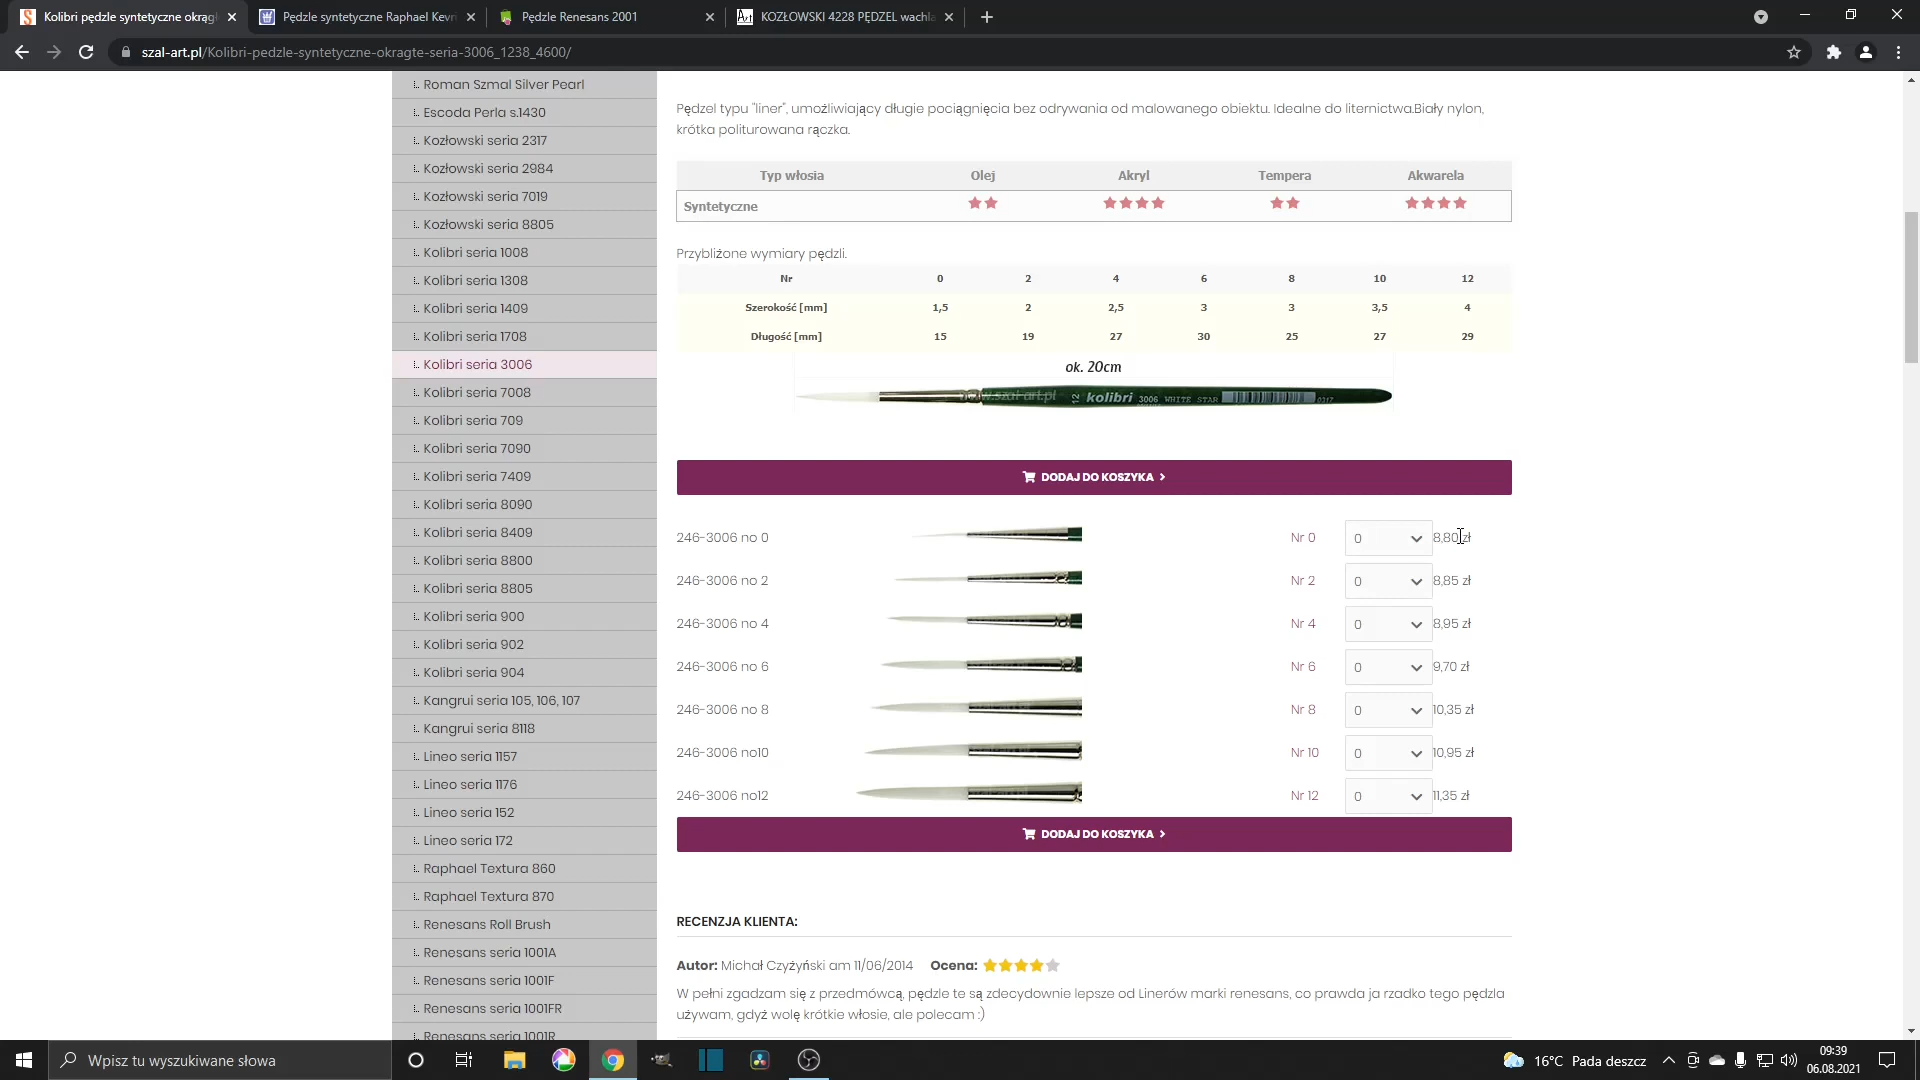 Kolibri pędzle syntetyczne okrągł
Pędzle syntetyczne Raphael Kevri
Pędzle Renesans 2001
KOZŁOWSKI 4228 PĘDZEL wachla
szal-art.pl/Kolibri-pedzle-syntetyczne-okragte-seria-3006_1238_4600/
Roman Szmal Silver Pearl
Escoda Perla s.1430
Kozłowski seria 2317
Kozłowski seria 2984
Kozłowski seria 7019
Kozłowski seria 8805
Kolibri seria 1008
Kolibri seria 1308
Kolibri seria 1409
Kolibri seria 1708
Kolibri seria 3006
Kolibri seria 7008
Kolibri seria 709
Kolibri seria 7090
Kolibri seria 7409
Kolibri seria 8090
Kolibri seria 8409
Kolibri seria 8800
Kolibri seria 8805
Kolibri seria 900
Kolibri seria 902
Kolibri seria 904
Kangrui seria 105, 106, 107
Kangrui seria 8118
Lineo seria 1157
Lineo seria 1176
Lineo seria 152
Lineo seria 172
Raphael Textura 860
Raphael Textura 870
Renesans Roll Brush
Renesans seria 1001A
Renesans seria 1001F
Renesans seria 1001FR
Renesans seria 1001R
Pędzel typu "liner", umożliwiający długie pociągnięcia bez odrywania od malowanego obiektu. Idealne do liternictwa.Biały nylon,
krótka politurowana rączka.
Typ włosia Olej Akryl Tempera Akwarela
Syntetyczne
Przybliżone wymiary pędzli.
Nr 0 2 4 6 8 10 12
Szerokość [mm] 1,5 2 2,5 3 3 3,5 4
Długość [mm] 15 19 27 30 25 27 29
ok. 20cm
www.szal-art.pl 12 kolibri 3006 WHITE STAR 0317
DODAJ DO KOSZYKA
246-3006 no 0 Nr 0 0 8,80 zł
246-3006 no 2 Nr 2 0 8,85 zł
246-3006 no 4 Nr 4 0 8,95 zł
246-3006 no 6 Nr 6 0 9,70 zł
246-3006 no 8 Nr 8 0 10,35 zł
246-3006 no10 Nr 10 0 10,95 zł
246-3006 no12 Nr 12 0 11,35 zł
DODAJ DO KOSZYKA
RECENZJA KLIENTA:
Autor: Michał Czyżyński am 11/06/2014 Ocena:
W pełni zgadzam się z przedmówcą, pędzle te są zdecydownie lepsze od Linerów marki renesans, co prawda ja rzadko tego pędzla
używam, gdyż wolę krótkie włosie, ale polecam :)
Wpisz tu wyszukiwane słowa
16°C Pada deszcz
09:39
06.08.2021